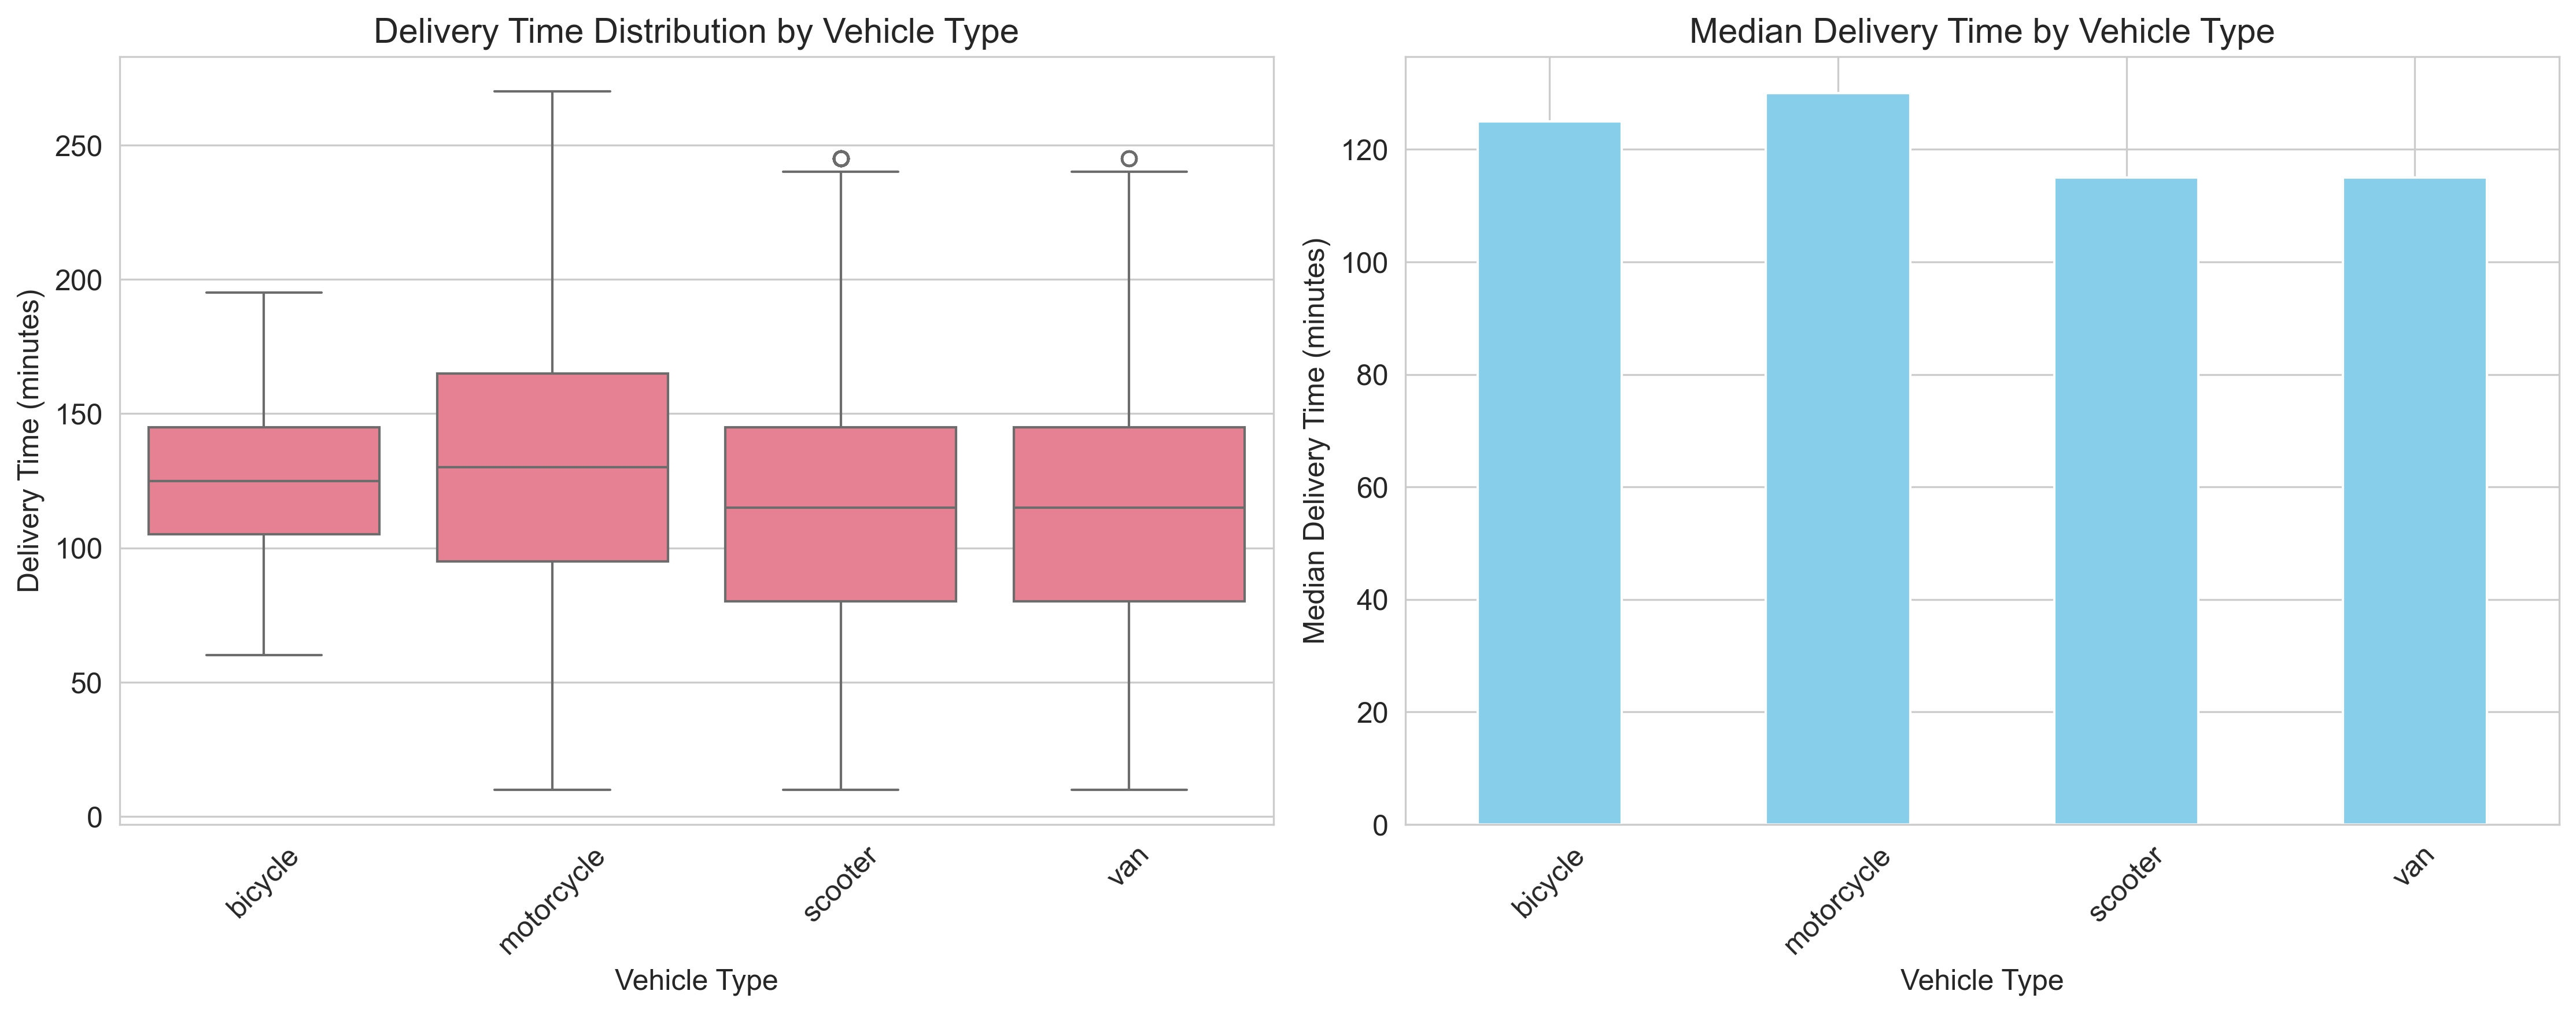 Delivery Time Distribution by Vehicle Type
Delivery Time (minutes)
250
200
150
100
50
0
bicycle
motorcycle
scooter
van
Vehicle Type
Median Delivery Time by Vehicle Type
Median Delivery Time (minutes)
120
100
80
60
40
20
0
bicycle
motorcycle
scooter
van
Vehicle Type